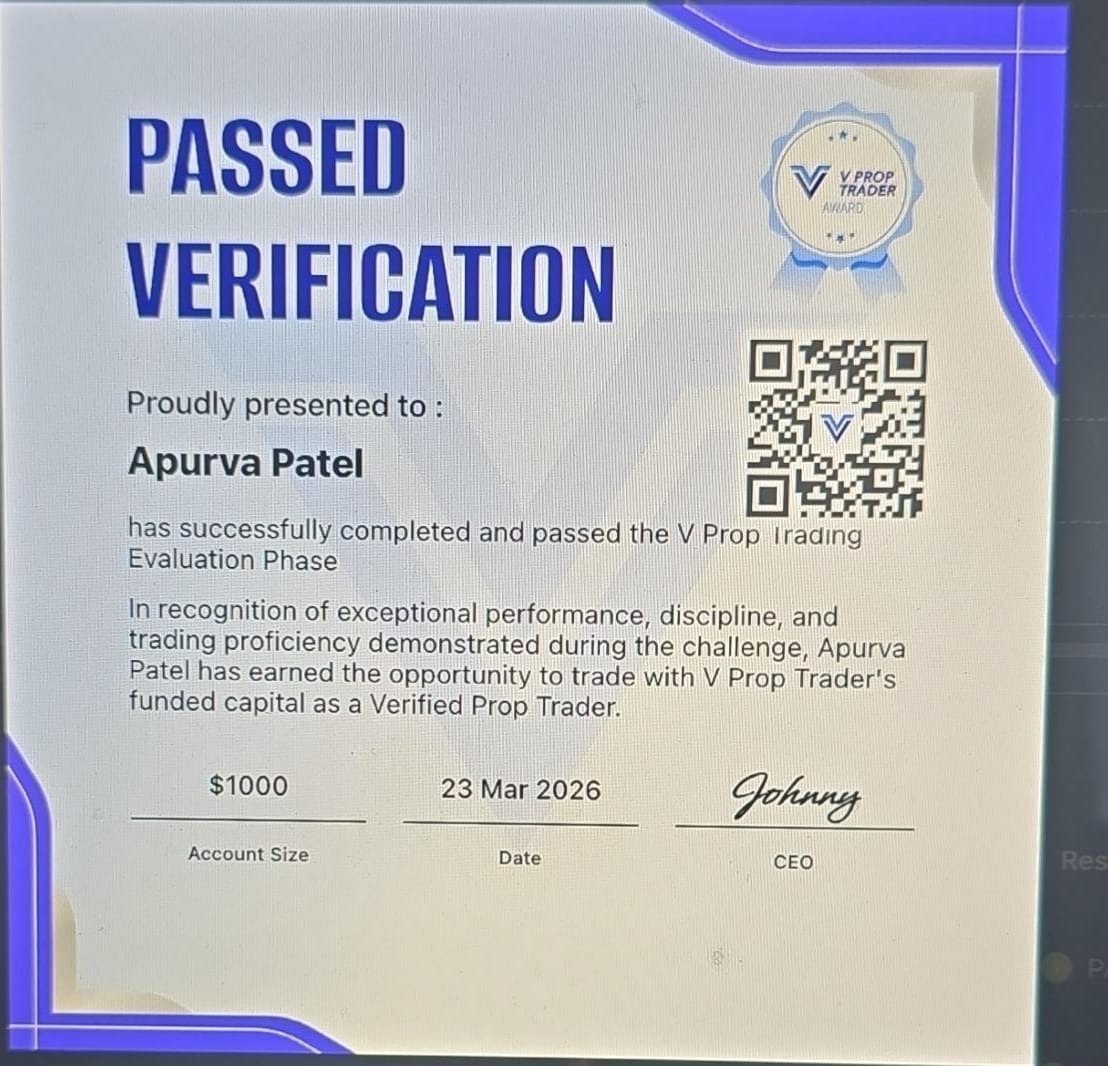 PASSED
VERIFICATION
V PROP
TRADER
AWARD
Proudly presented to :
Apurva Patel
has successfully completed and passed the V Prop Trading
Evaluation Phase
In recognition of exceptional performance, discipline, and
trading proficiency demonstrated during the challenge, Apurva
Patel has earned the opportunity to trade with V Prop Trader's
funded capital as a Verified Prop Trader.
$1000
23 Mar 2026
Johnny
Account Size
Date
CEO
Res